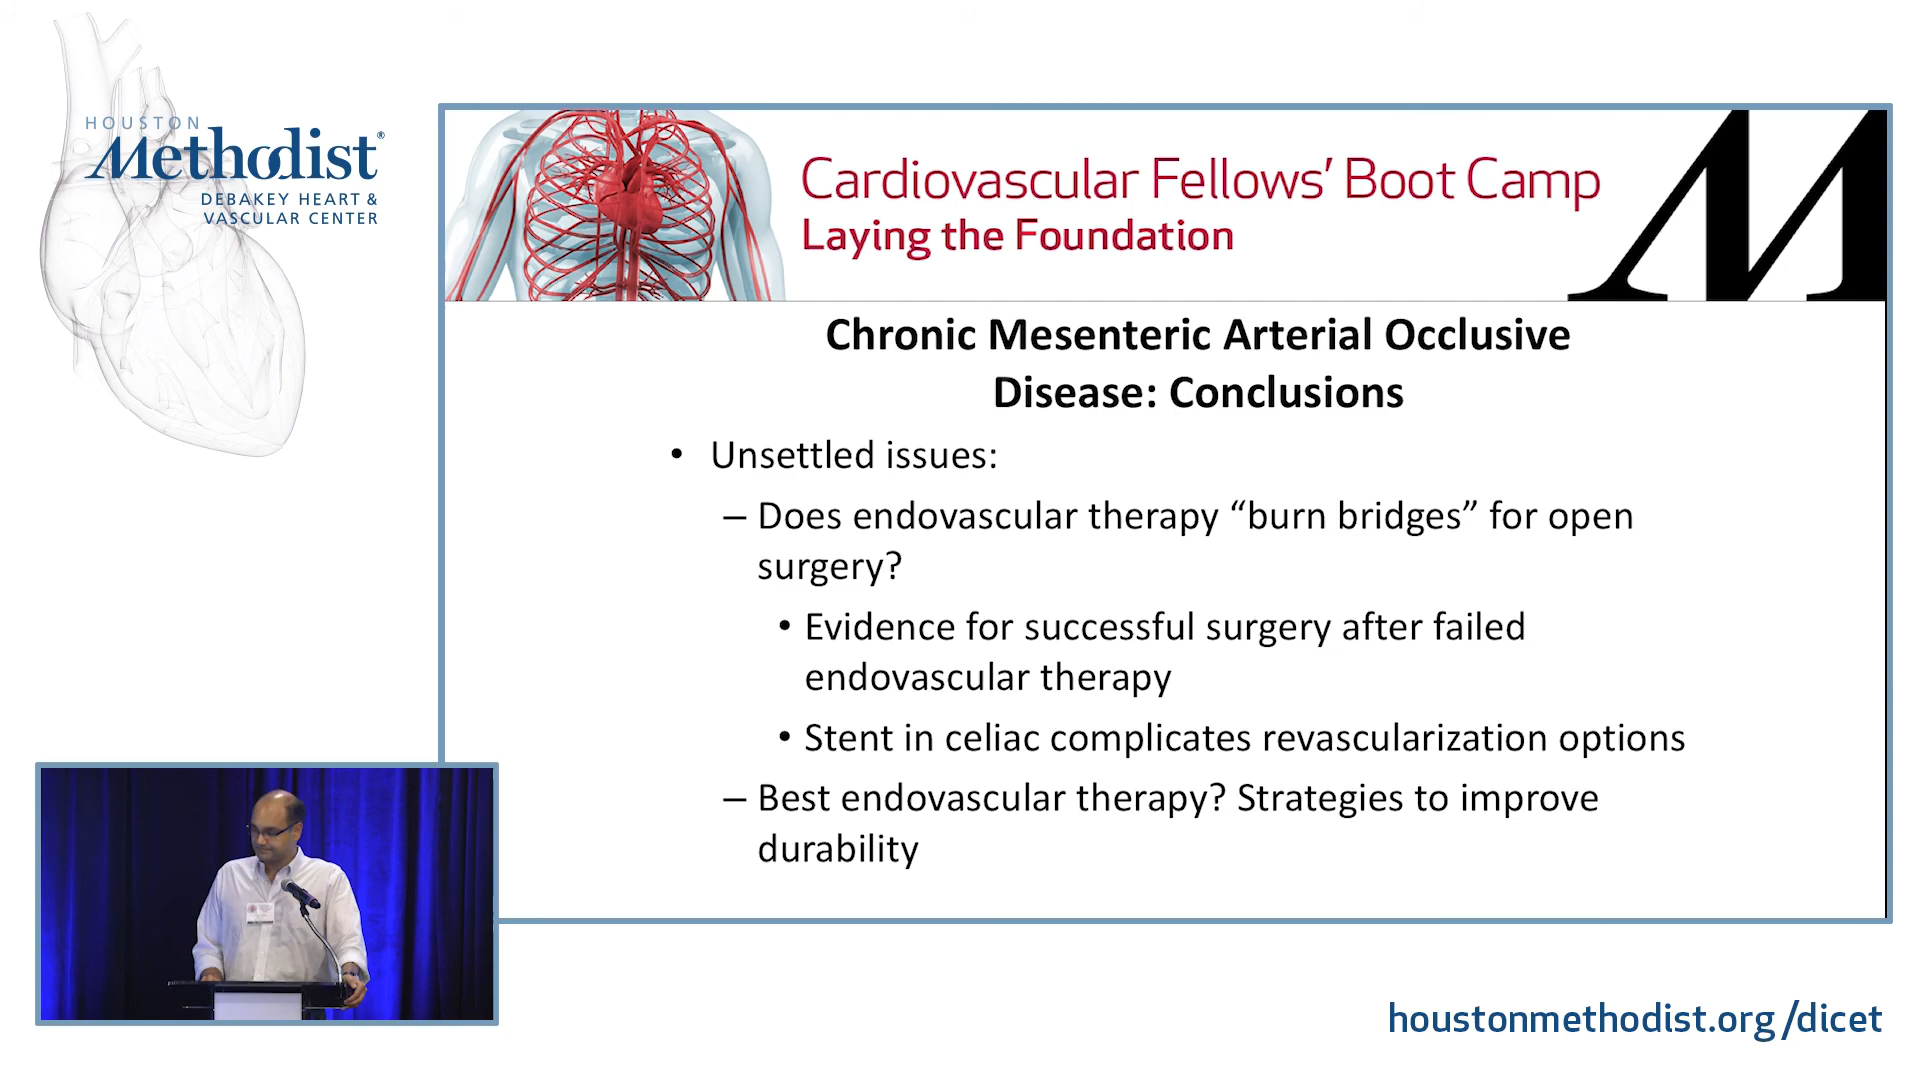 HOUSTON
Methodist®
DEBAKEY HEART &
VASCULAR CENTER
Cardiovascular Fellows’ Boot Camp
Laying the Foundation
M
Chronic Mesenteric Arterial Occlusive
Disease: Conclusions
• Unsettled issues:
– Does endovascular therapy “burn bridges” for open
surgery?
• Evidence for successful surgery after failed
endovascular therapy
• Stent in celiac complicates revascularization options
– Best endovascular therapy? Strategies to improve
durability
houstonmethodist.org/dicet